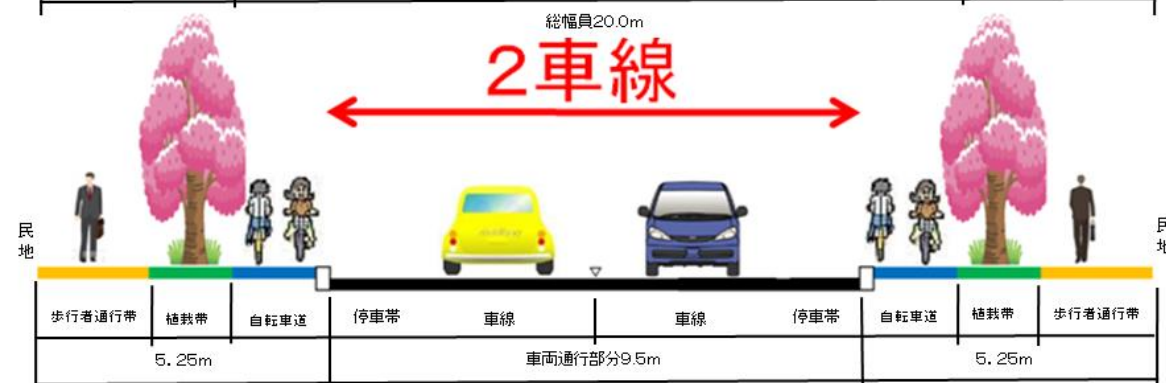 総幅員20.0m
2車線
民地
民地
歩行者通行帯 植栽帯 自転車道 停車帯 車線 車線 停車帯 自転車道 植栽帯 歩行者通行帯
5.25m 車両通行部分9.5m 5.25m